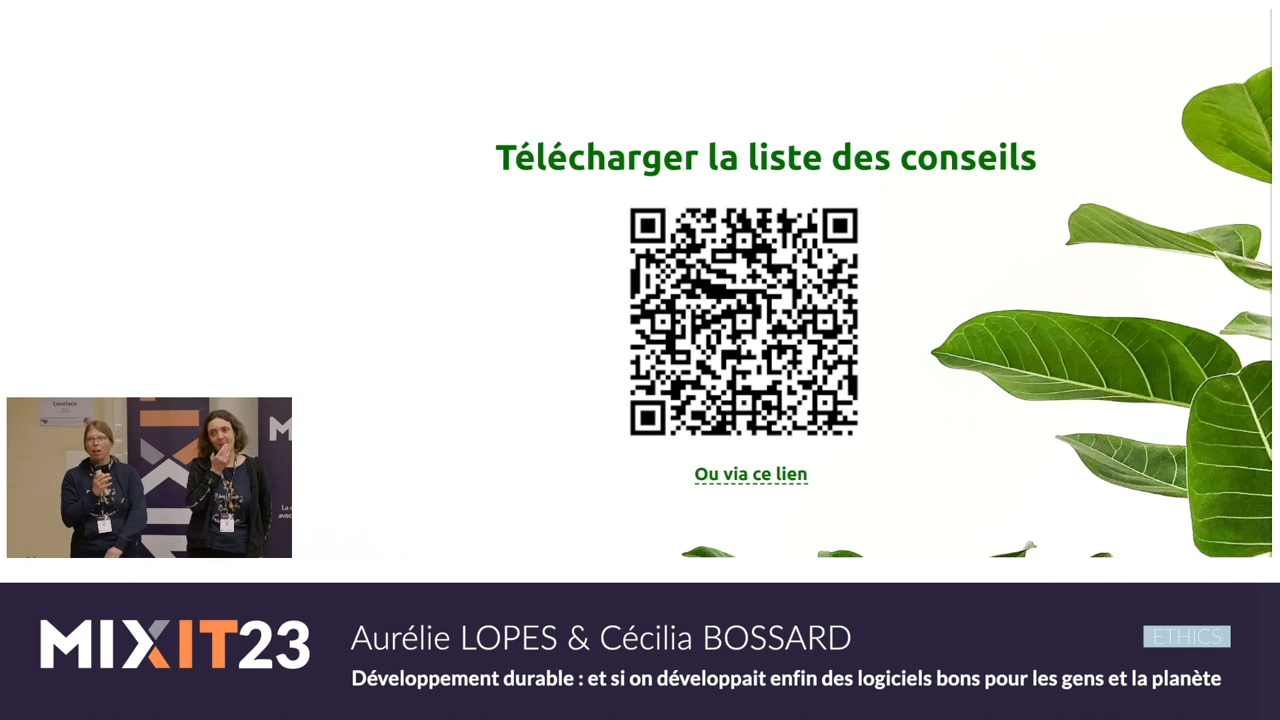 Télécharger la liste des conseils
Ou via ce lien
Lovelace
MIXIT23
Aurélie LOPES & Cécilia BOSSARD
ETHICS
Développement durable : et si on développait enfin des logiciels bons pour les gens et la planète